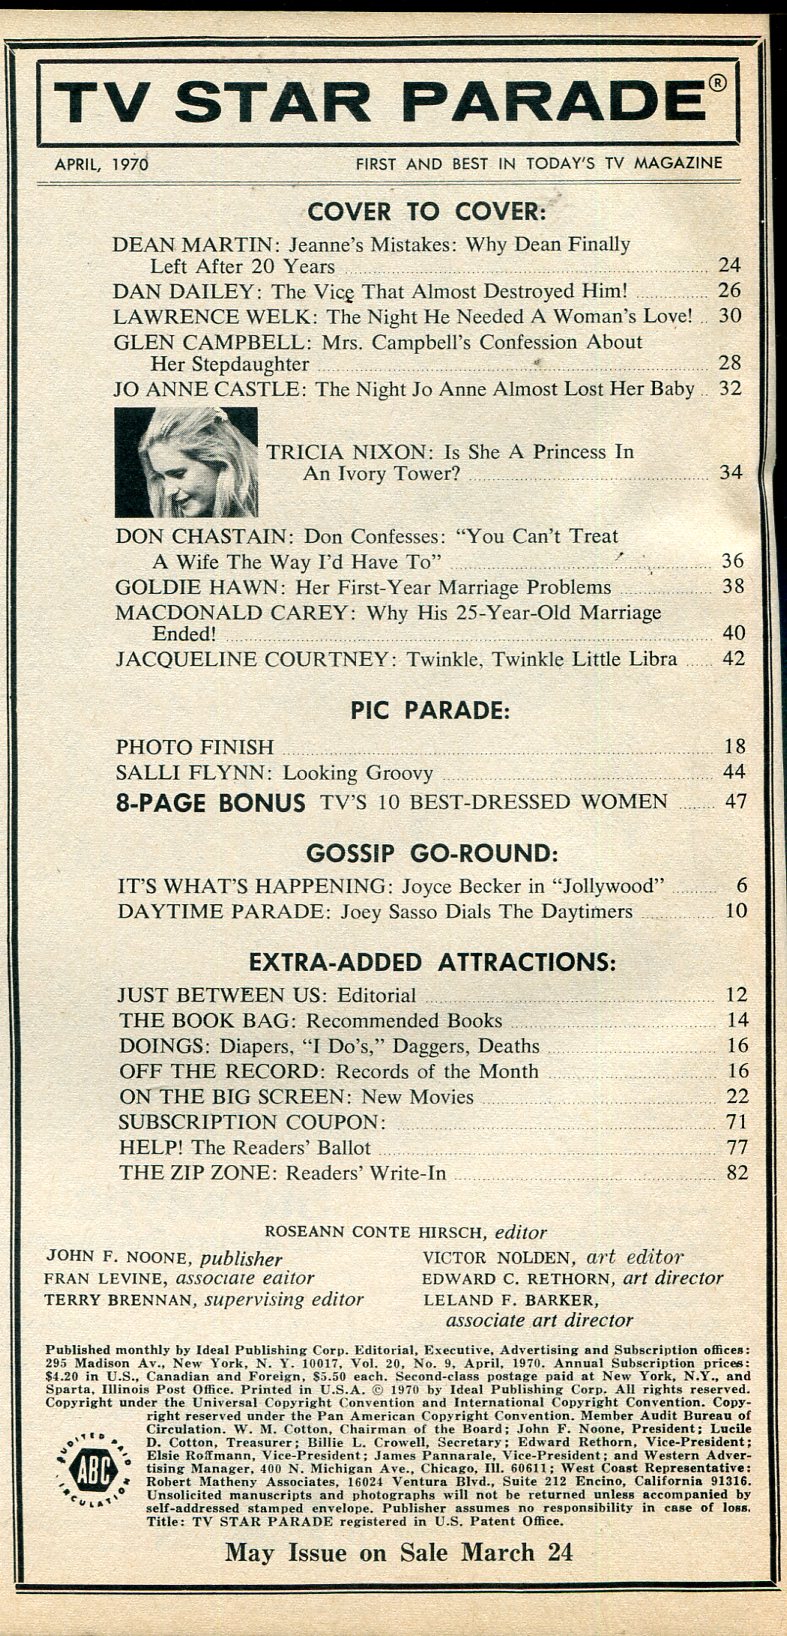 TV STAR PARADE®
APRIL, 1970 FIRST AND BEST IN TODAY'S TV MAGAZINE
COVER TO COVER:
DEAN MARTIN: Jeanne's Mistakes: Why Dean Finally
Left After 20 Years 24
DAN DAILEY: The Vice That Almost Destroyed Him! 26
LAWRENCE WELK: The Night He Needed A Woman's Love! 30
GLEN CAMPBELL: Mrs. Campbell's Confession About
Her Stepdaughter 28
JO ANNE CASTLE: The Night Jo Anne Almost Lost Her Baby 32
TRICIA NIXON: Is She A Princess In
An Ivory Tower? 34
DON CHASTAIN: Don Confesses: “You Can't Treat
A Wife The Way I'd Have To” 36
GOLDIE HAWN: Her First-Year Marriage Problems 38
MACDONALD CAREY: Why His 25-Year-Old Marriage
Ended! 40
JACQUELINE COURTNEY: Twinkle, Twinkle Little Libra 42
PIC PARADE:
PHOTO FINISH 18
SALLI FLYNN: Looking Groovy 44
8-PAGE BONUS TV'S 10 BEST-DRESSED WOMEN 47
GOSSIP GO-ROUND:
IT'S WHAT'S HAPPENING: Joyce Becker in “Jollywood” 6
DAYTIME PARADE: Joey Sasso Dials The Daytimers 10
EXTRA-ADDED ATTRACTIONS:
JUST BETWEEN US: Editorial 12
THE BOOK BAG: Recommended Books 14
DOINGS: Diapers, “I Do's,” Daggers, Deaths 16
OFF THE RECORD: Records of the Month 16
ON THE BIG SCREEN: New Movies 22
SUBSCRIPTION COUPON: 71
HELP! The Readers' Ballot 77
THE ZIP ZONE: Readers' Write-In 82
ROSEANN CONTE HIRSCH, editor
JOHN F. NOONE, publisher
FRAN LEVINE, associate eaitor
TERRY BRENNAN, supervising editor
VICTOR NOLDEN, art editor
EDWARD C. RETHORN, art director
LELAND F. BARKER,
associate art director
Published monthly by Ideal Publishing Corp. Editorial, Executive, Advertising and Subscription offices:
295 Madison Av., New York, N. Y. 10017, Vol. 20, No. 9, April, 1970. Annual Subscription prices:
$4.20 in U.S., Canadian and Foreign, $5.50 each. Second-class postage paid at New York, N.Y., and
Sparta, Illinois Post Office. Printed in U.S.A. © 1970 by Ideal Publishing Corp. All rights reserved.
Copyright under the Universal Copyright Convention and International Copyright Convention. Copy-
right reserved under the Pan American Copyright Convention. Member Audit Bureau of
Circulation. W. M. Cotton, Chairman of the Board; John F. Noone, President; Lucile
D. Cotton, Treasurer; Billie L. Crowell, Secretary; Edward Rethorn, Vice-President;
Elsie Roffmann, Vice-President; James Pannarale, Vice-President; and Western Adver-
tising Manager, 400 N. Michigan Ave., Chicago, Ill. 60611; West Coast Representative:
Robert Matheny Associates, 16024 Ventura Blvd., Suite 212 Encino, California 91316.
Unsolicited manuscripts and photographs will not be returned unless accompanied by
self-addressed stamped envelope. Publisher assumes no responsibility in case of loss.
Title: TV STAR PARADE registered in U.S. Patent Office.
AUDITED PAID
ABC
CIRCULATION
May Issue on Sale March 24